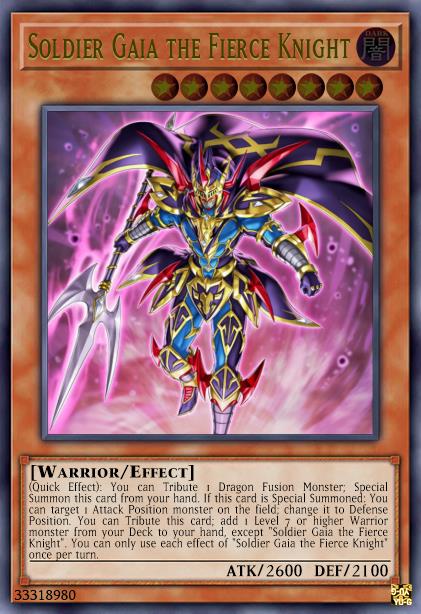 Soldier Gaia the Fierce Knight
DARK
闇
[Warrior/Effect]
(Quick Effect): You can Tribute 1 Dragon Fusion Monster; Special
Summon this card from your hand. If this card is Special Summoned: You
can target 1 Attack Position monster on the field; change it to Defense
Position. You can Tribute this card; add 1 Level 7 or higher Warrior
monster from your Deck to your hand, except "Soldier Gaia the Fierce
Knight". You can only use each effect of "Soldier Gaia the Fierce Knight"
once per turn.
ATK/2600 DEF/2100
33318980